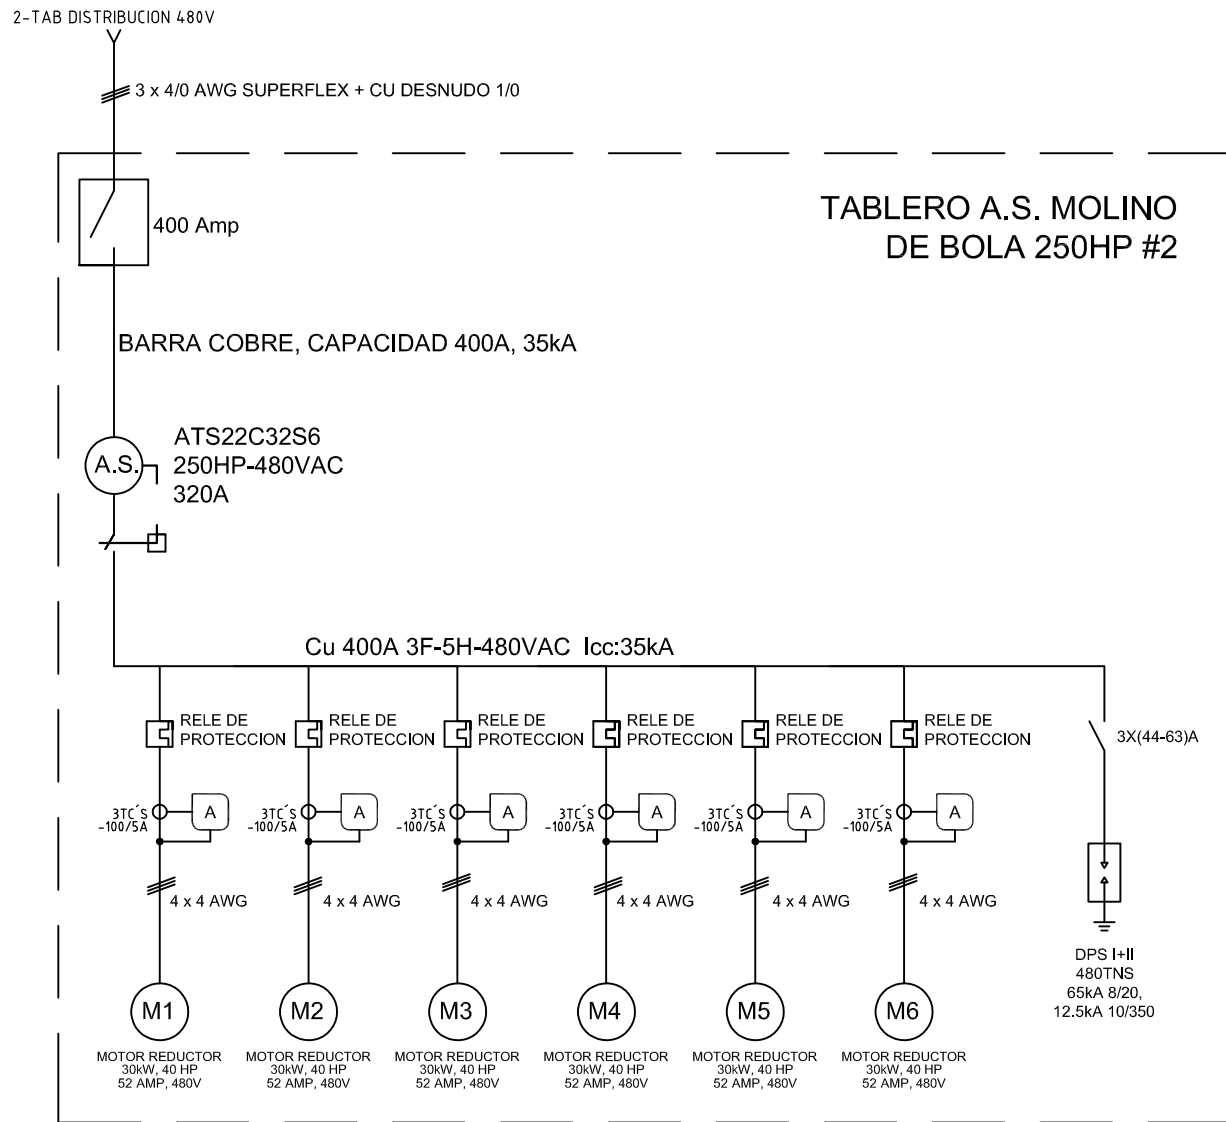 2-TAB DISTRIBUCION 480V
3 x 4/0 AWG SUPERFLEX + CU DESNUDO 1/0
TABLERO A.S. MOLINO
DE BOLA 250HP #2
400 Amp
BARRA COBRE, CAPACIDAD 400A, 35kA
A.S.
ATS22C32S6
250HP-480VAC
320A
Cu 400A 3F-5H-480VAC Icc:35kA
RELE DE
PROTECCION
RELE DE
PROTECCION
RELE DE
PROTECCION
RELE DE
PROTECCION
RELE DE
PROTECCION
RELE DE
PROTECCION
3X(44-63)A
3TC´S
-100/5A
A
3TC´S
-100/5A
A
3TC´S
-100/5A
A
3TC´S
-100/5A
A
3TC´S
-100/5A
A
3TC´S
-100/5A
A
4 x 4 AWG
4 x 4 AWG
4 x 4 AWG
4 x 4 AWG
4 x 4 AWG
4 x 4 AWG
DPS I+II
480TNS
65kA 8/20,
12.5kA 10/350
M1
MOTOR REDUCTOR
30kW, 40 HP
52 AMP, 480V
M2
MOTOR REDUCTOR
30kW, 40 HP
52 AMP, 480V
M3
MOTOR REDUCTOR
30kW, 40 HP
52 AMP, 480V
M4
MOTOR REDUCTOR
30kW, 40 HP
52 AMP, 480V
M5
MOTOR REDUCTOR
30kW, 40 HP
52 AMP, 480V
M6
MOTOR REDUCTOR
30kW, 40 HP
52 AMP, 480V